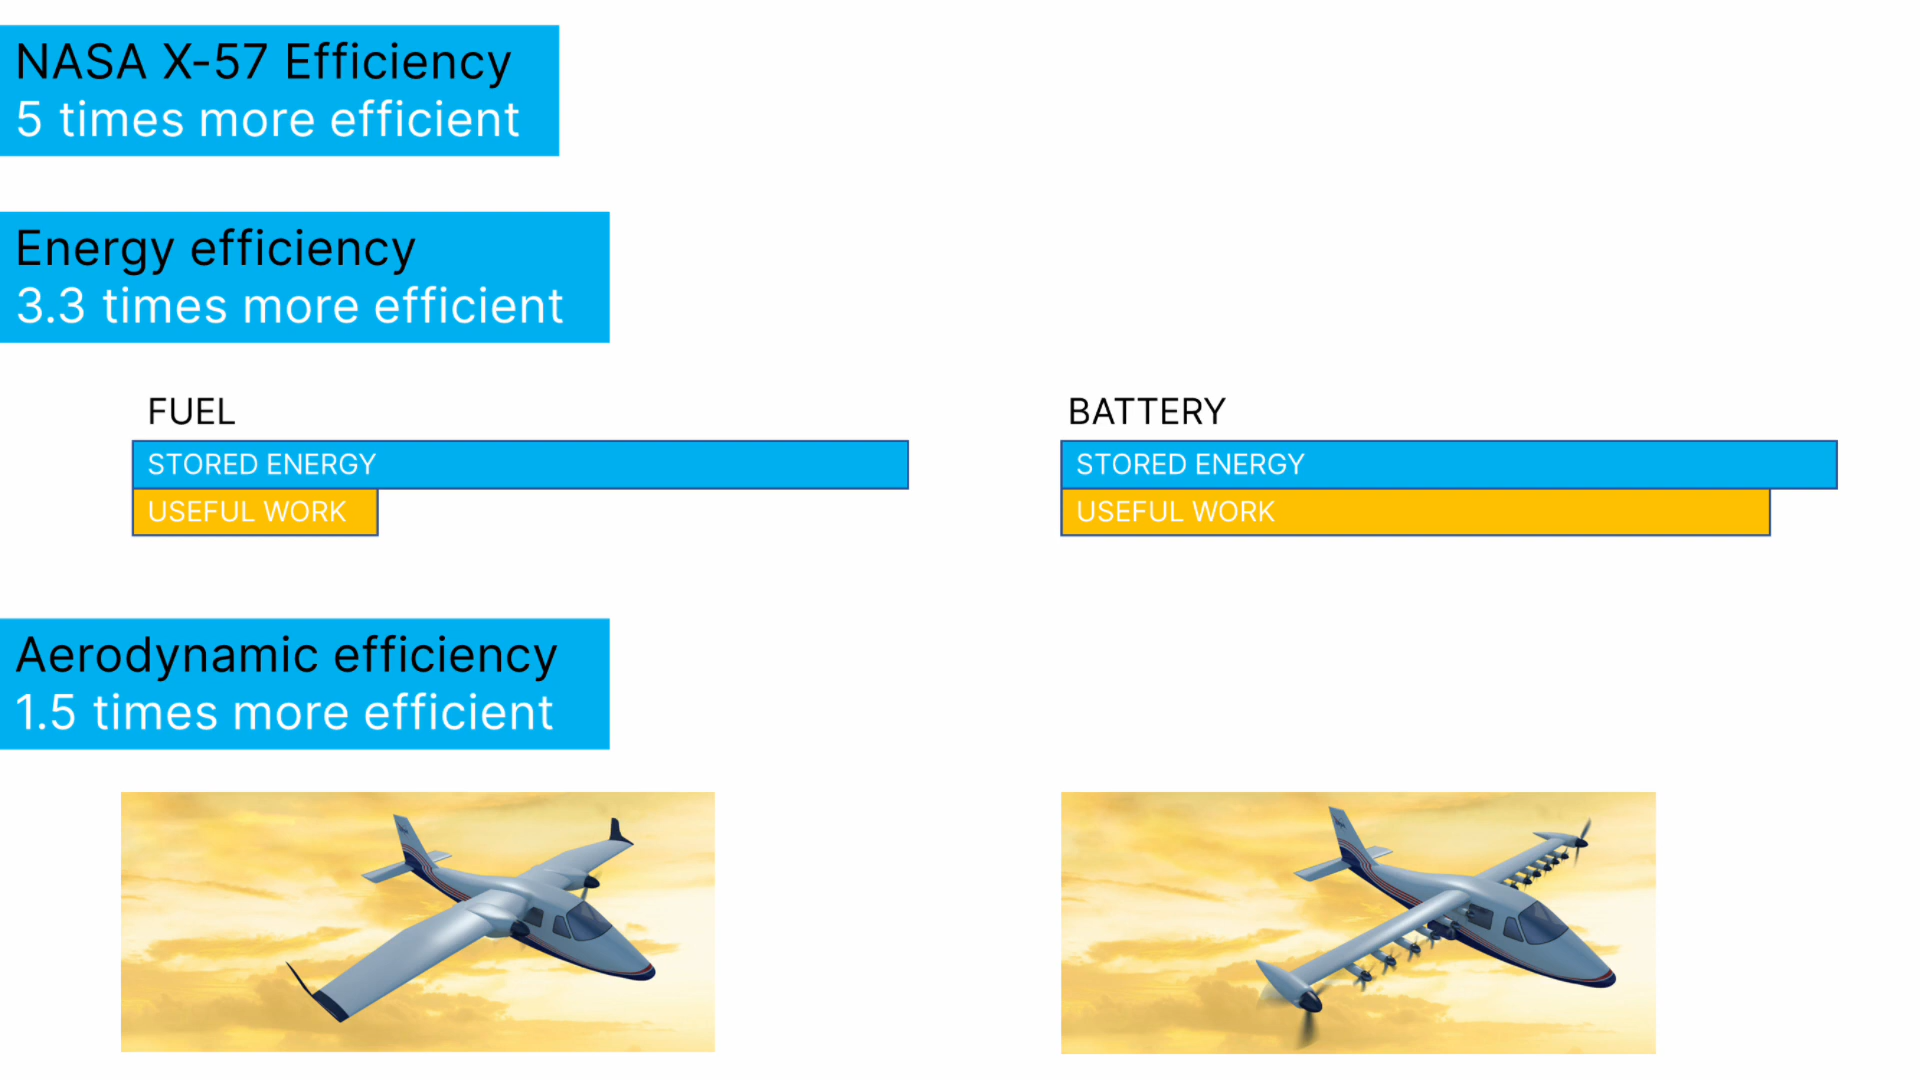 NASA X-57 Efficiency
5 times more efficient
Energy efficiency
3.3 times more efficient
FUEL
STORED ENERGY
USEFUL WORK
BATTERY
STORED ENERGY
USEFUL WORK
Aerodynamic efficiency
1.5 times more efficient